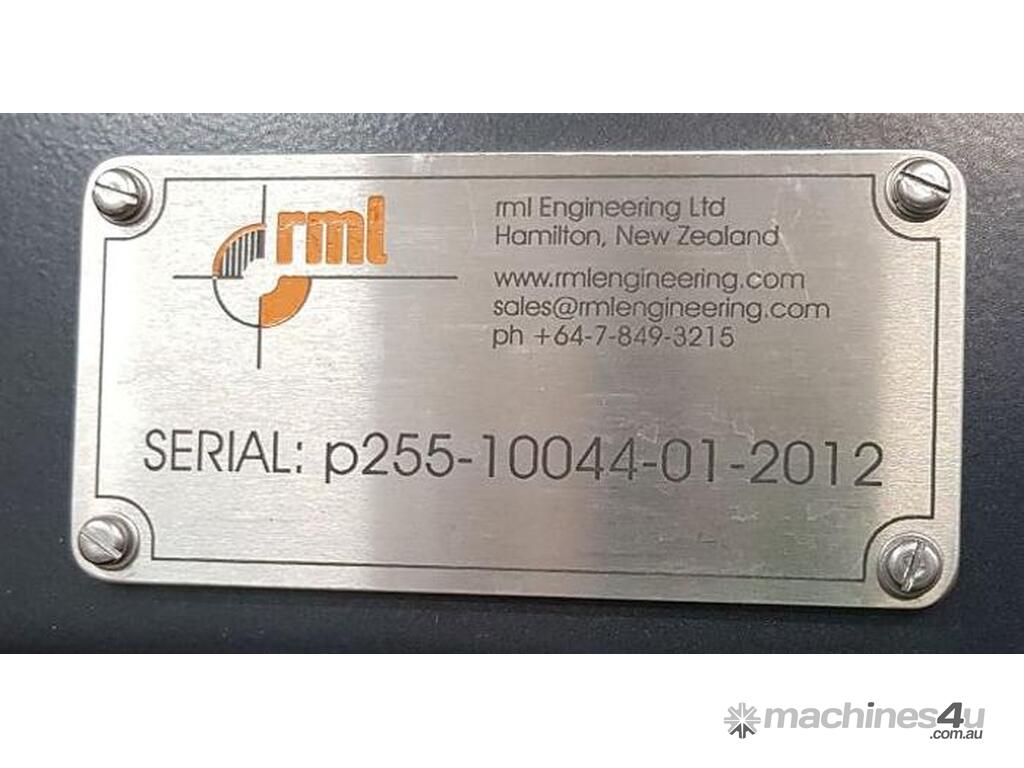 rml
rml Engineering Ltd
Hamilton, New Zealand
www.rmlengineering.com
sales@rmlengineering.com
ph +64-7-849-3215
SERIAL: p255-10044-01-2012
machines4u
.com.au